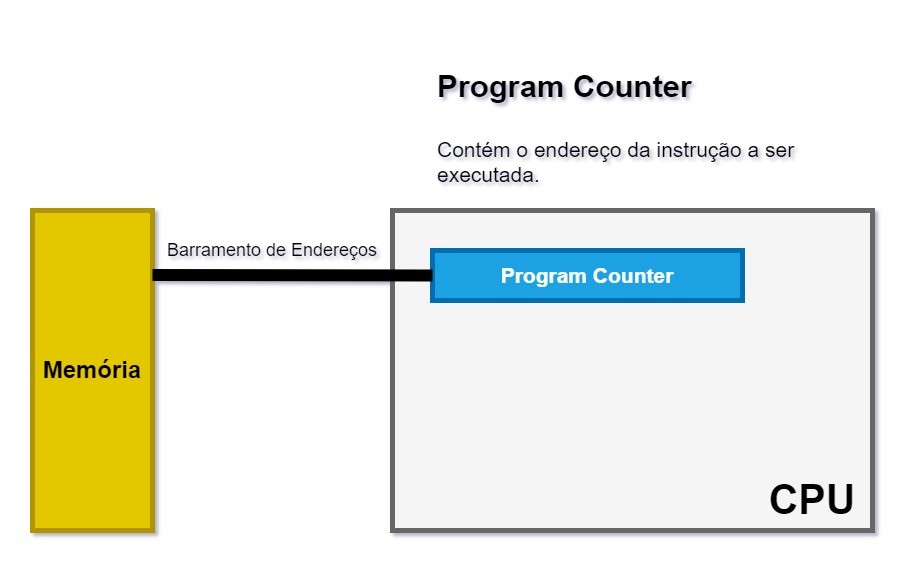 Program Counter
Contém o endereço da instrução a ser
executada.
Barramento de Endereços
Program Counter
Memória
CPU